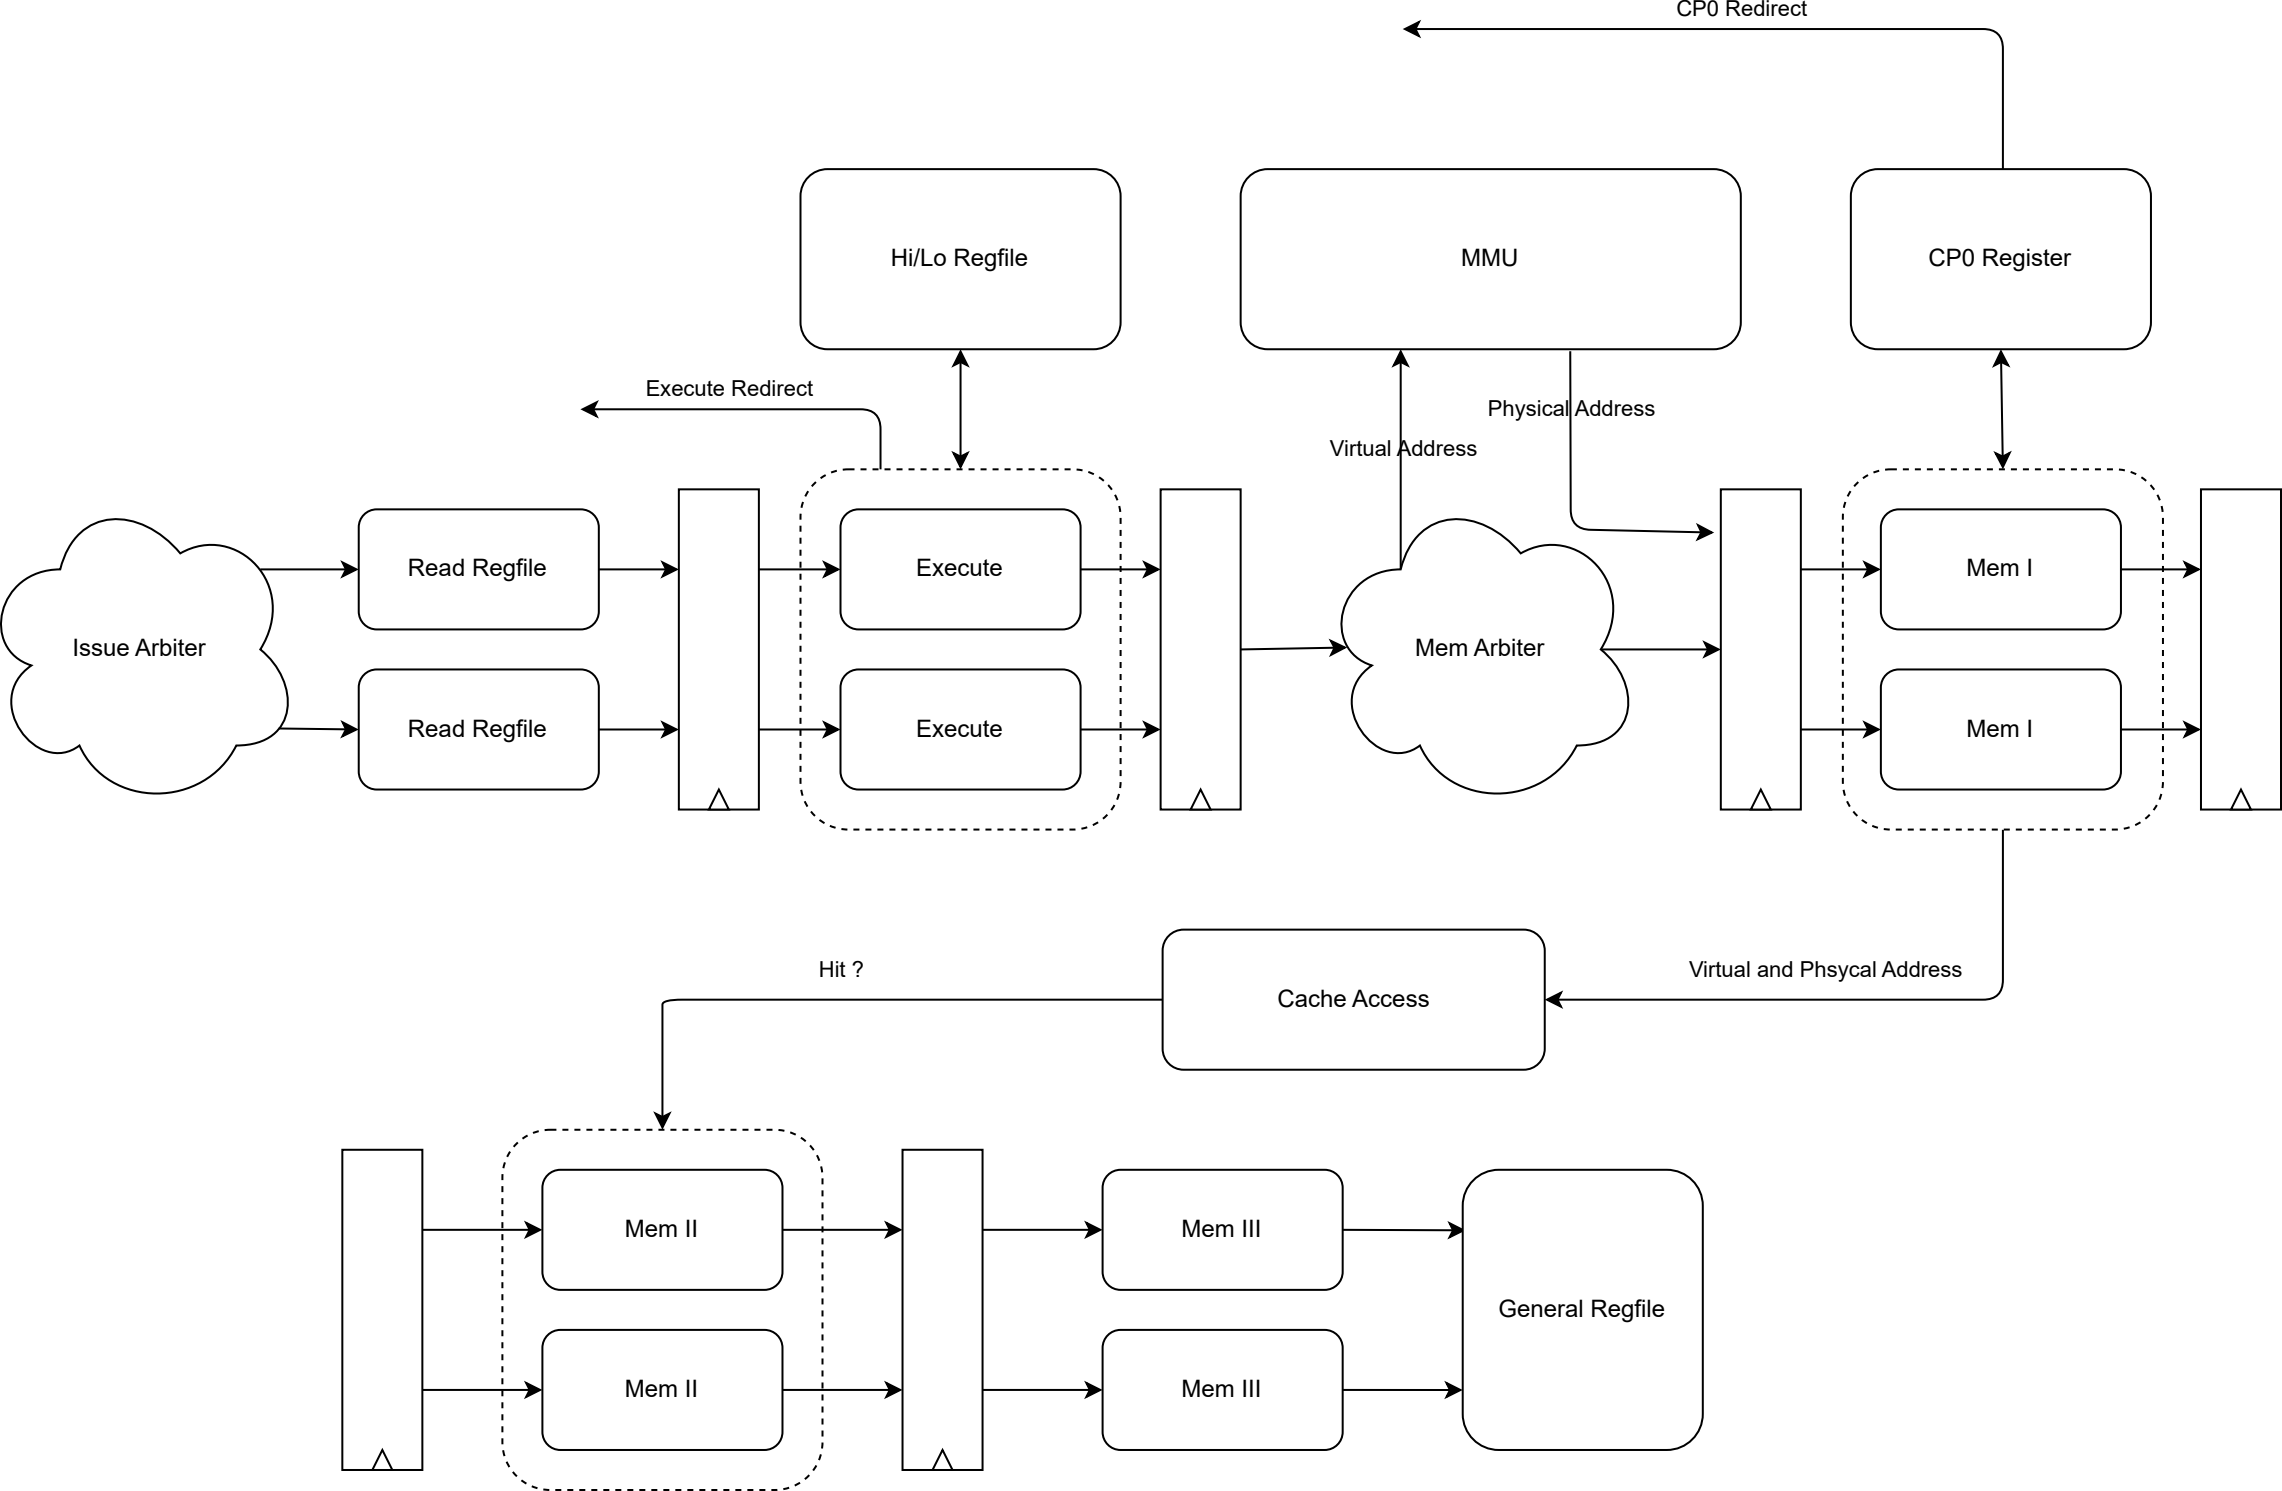 CP0 Redirect
Hi/Lo Regfile
MMU
CP0 Register
Execute Redirect
Physical Address
Virtual Address
Read Regfile
Execute
Mem I
Issue Arbiter
Mem Arbiter
Read Regfile
Execute
Mem I
Hit ?
Cache Access
Virtual and Phsycal Address
Mem II
Mem III
General Regfile
Mem II
Mem III